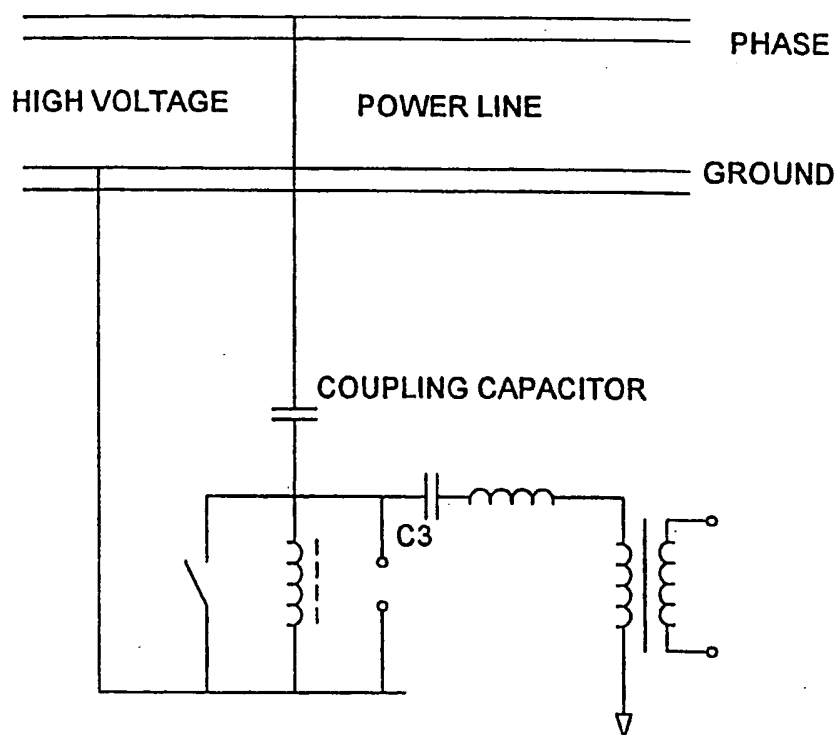 PHASE
HIGH VOLTAGE
POWER LINE
GROUND
COUPLING CAPACITOR
C3